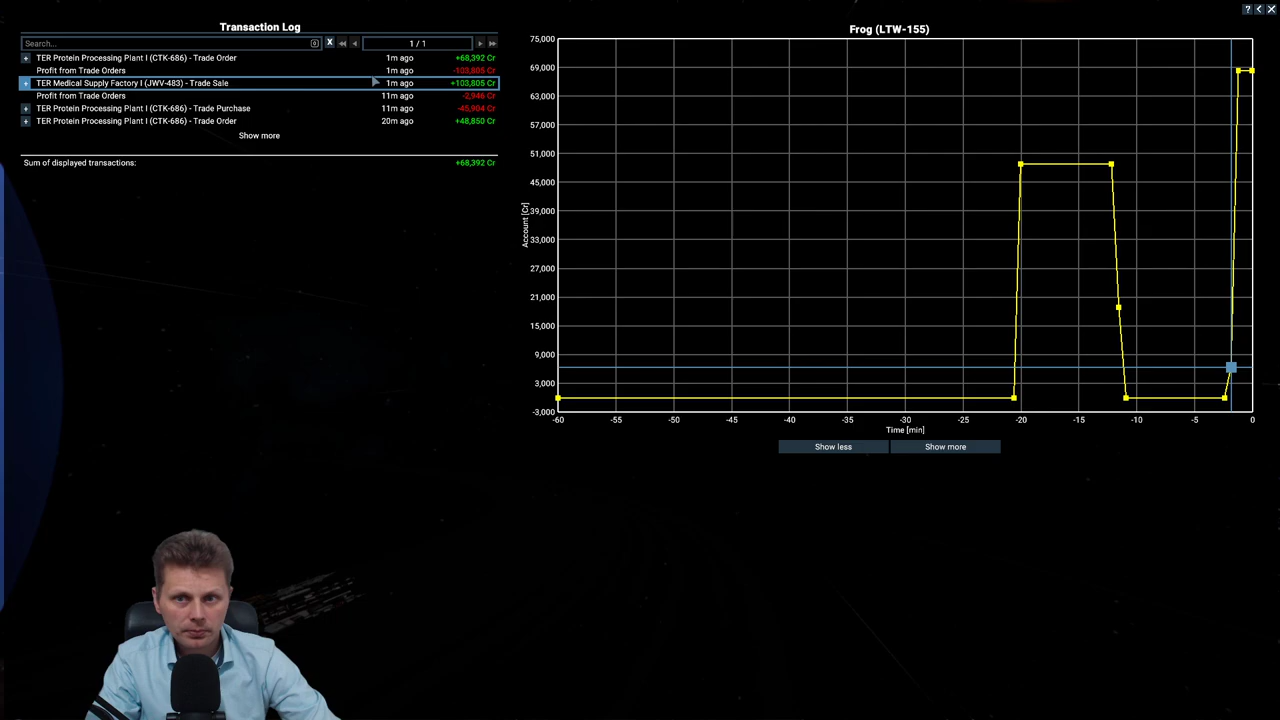 Transaction Log
Search...
1 / 1
TER Protein Processing Plant I (CTK-686) - Trade Order 1m ago +68,392 Cr
Profit from Trade Orders 1m ago -103,805 Cr
TER Medical Supply Factory I (JWV-483) - Trade Sale 1m ago +103,805 Cr
Profit from Trade Orders 11m ago -2,946 Cr
TER Protein Processing Plant I (CTK-686) - Trade Purchase 11m ago -45,904 Cr
TER Protein Processing Plant I (CTK-686) - Trade Order 20m ago +48,850 Cr
Show more
Sum of displayed transactions: +68,392 Cr
Frog (LTW-155)
75,000
69,000
63,000
57,000
51,000
45,000
39,000
33,000
27,000
21,000
15,000
9,000
3,000
-3,000
Account [Cr]
-60 -55 -50 -45 -40 -35 -30 -25 -20 -15 -10 -5 0
Time [min]
Show less Show more